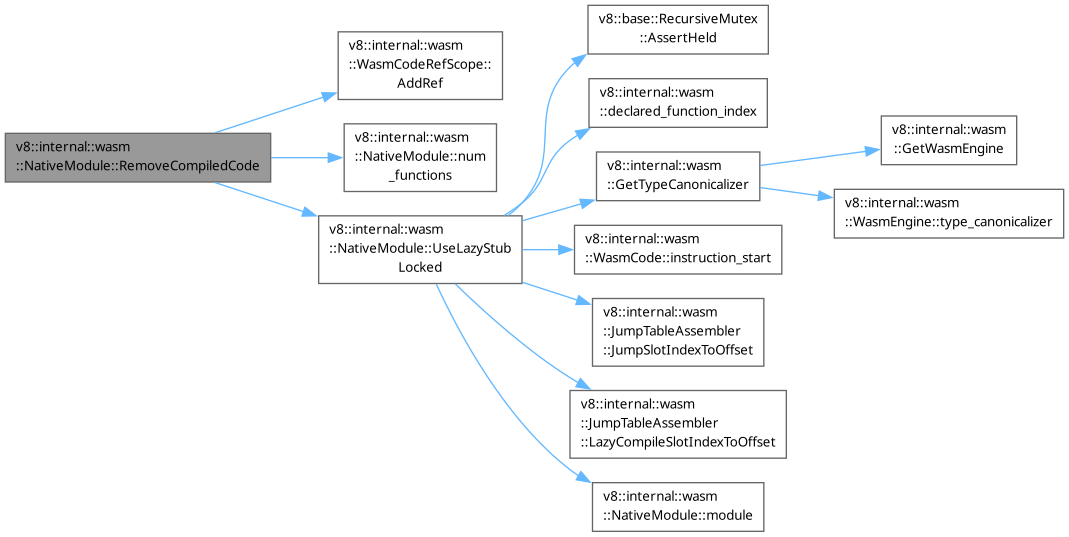 v8::internal::wasm
::NativeModule::RemoveCompiledCode
v8::internal::wasm
::WasmCodeRefScope::
AddRef
v8::internal::wasm
::NativeModule::num
_functions
v8::internal::wasm
::NativeModule::UseLazyStub
Locked
v8::base::RecursiveMutex
::AssertHeld
v8::internal::wasm
::declared_function_index
v8::internal::wasm
::GetTypeCanonicalizer
v8::internal::wasm
::GetWasmEngine
v8::internal::wasm
::WasmEngine::type_canonicalizer
v8::internal::wasm
::WasmCode::instruction_start
v8::internal::wasm
::JumpTableAssembler
::JumpSlotIndexToOffset
v8::internal::wasm
::JumpTableAssembler
::LazyCompileSlotIndexToOffset
v8::internal::wasm
::NativeModule::module